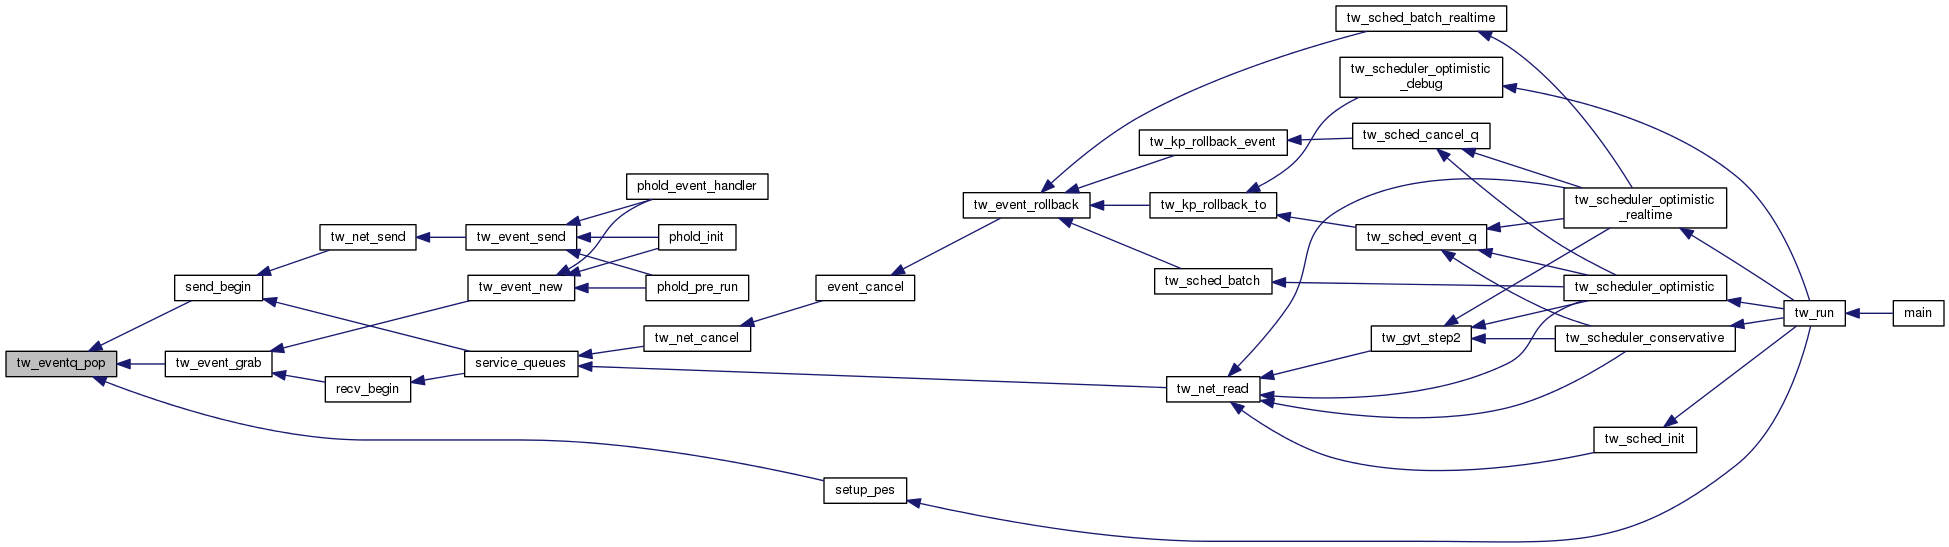 tw_sched_batch_realtime
tw_scheduler_optimistic
_debug
tw_kp_rollback_event
tw_sched_cancel_q
phold_event_handler
tw_event_rollback
tw_kp_rollback_to
tw_scheduler_optimistic
_realtime
tw_net_send
tw_event_send
phold_init
tw_sched_event_q
send_begin
tw_event_new
phold_pre_run
event_cancel
tw_sched_batch
tw_scheduler_optimistic
tw_run
main
tw_net_cancel
tw_gvt_step2
tw_scheduler_conservative
tw_eventq_pop
tw_event_grab
service_queues
recv_begin
tw_net_read
tw_sched_init
setup_pes